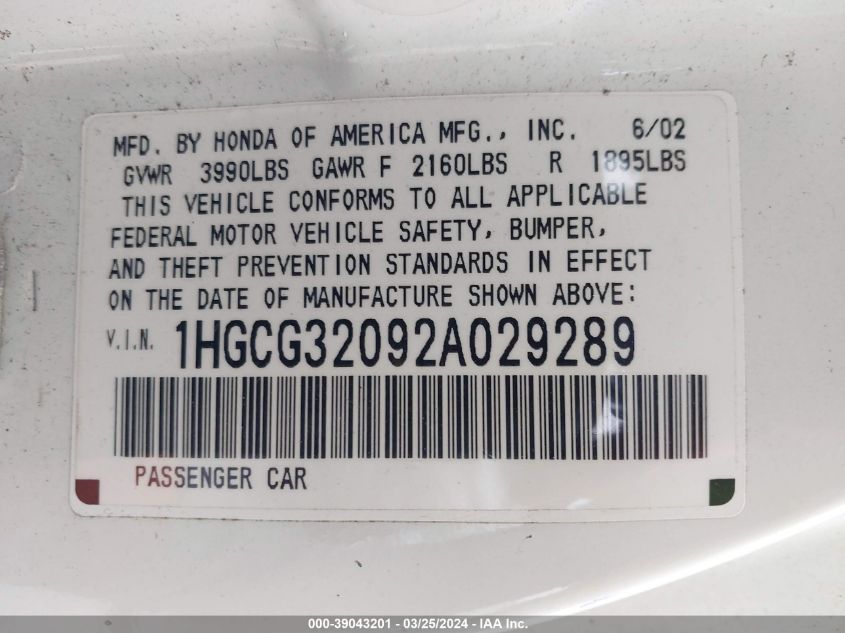 MFD. BY HONDA OF AMERICA MFG., INC. 6/02
GVWR 3990LBS GAWR F 2160LBS R 1895LBS
THIS VEHICLE CONFORMS TO ALL APPLICABLE
FEDERAL MOTOR VEHICLE SAFETY, BUMPER,
AND THEFT PREVENTION STANDARDS IN EFFECT
ON THE DATE OF MANUFACTURE SHOWN ABOVE:
V.I.N. 1HGCG32092A029289
PASSENGER CAR
000-39043201 - 03/25/2024 - IAA Inc.